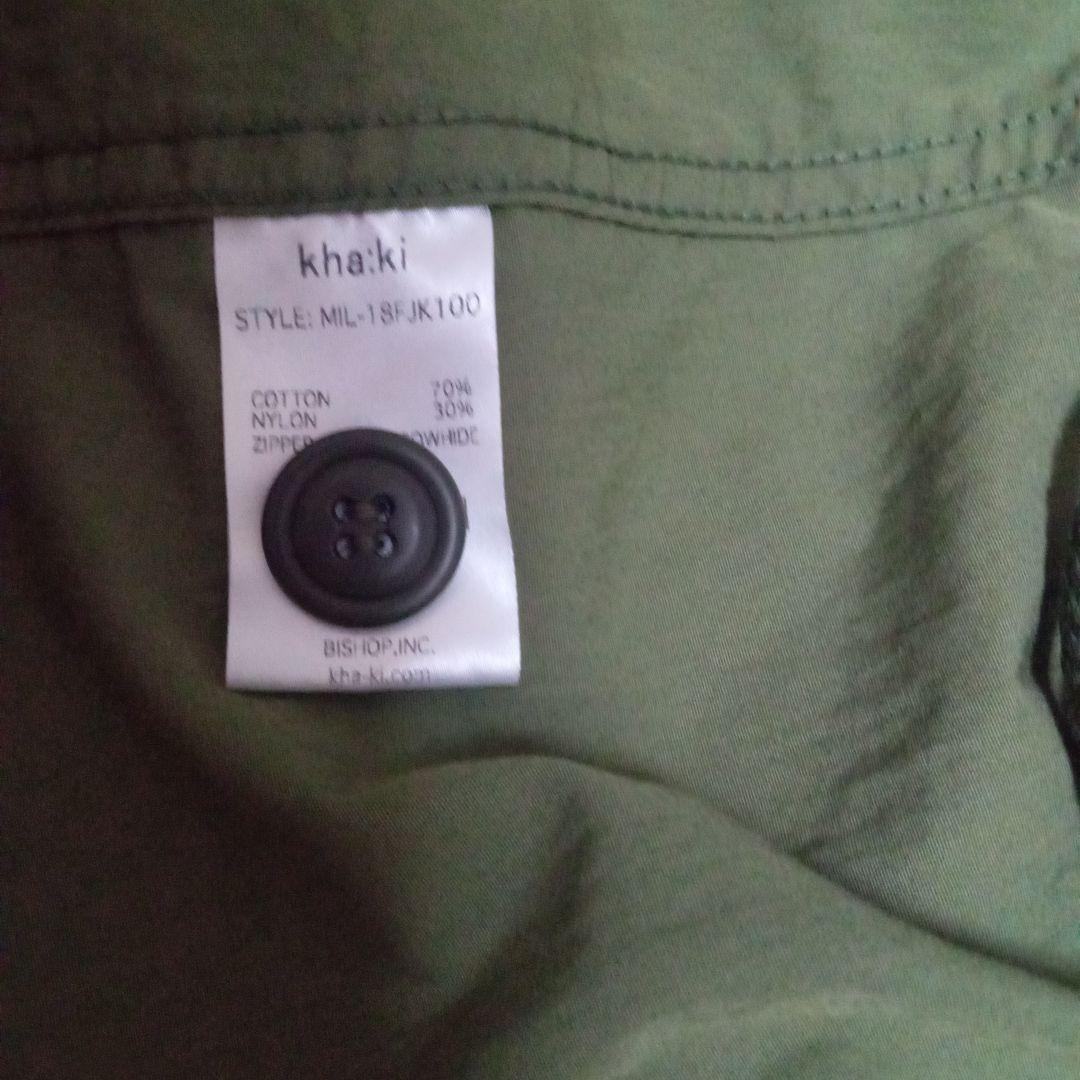 kha:ki
STYLE: MIL-18FJK100
COTTON 70%
NYLON 30%
BISHOP,INC.
kha-ki.com